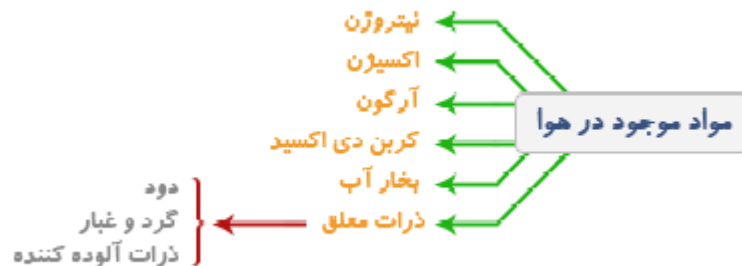 مواد موجود در هوا
نیتروژن
اکسیژن
آرگون
کربن دی اکسید
بخار آب
ذرات معلق
دود
گرد و غبار
ذرات آلوده کننده